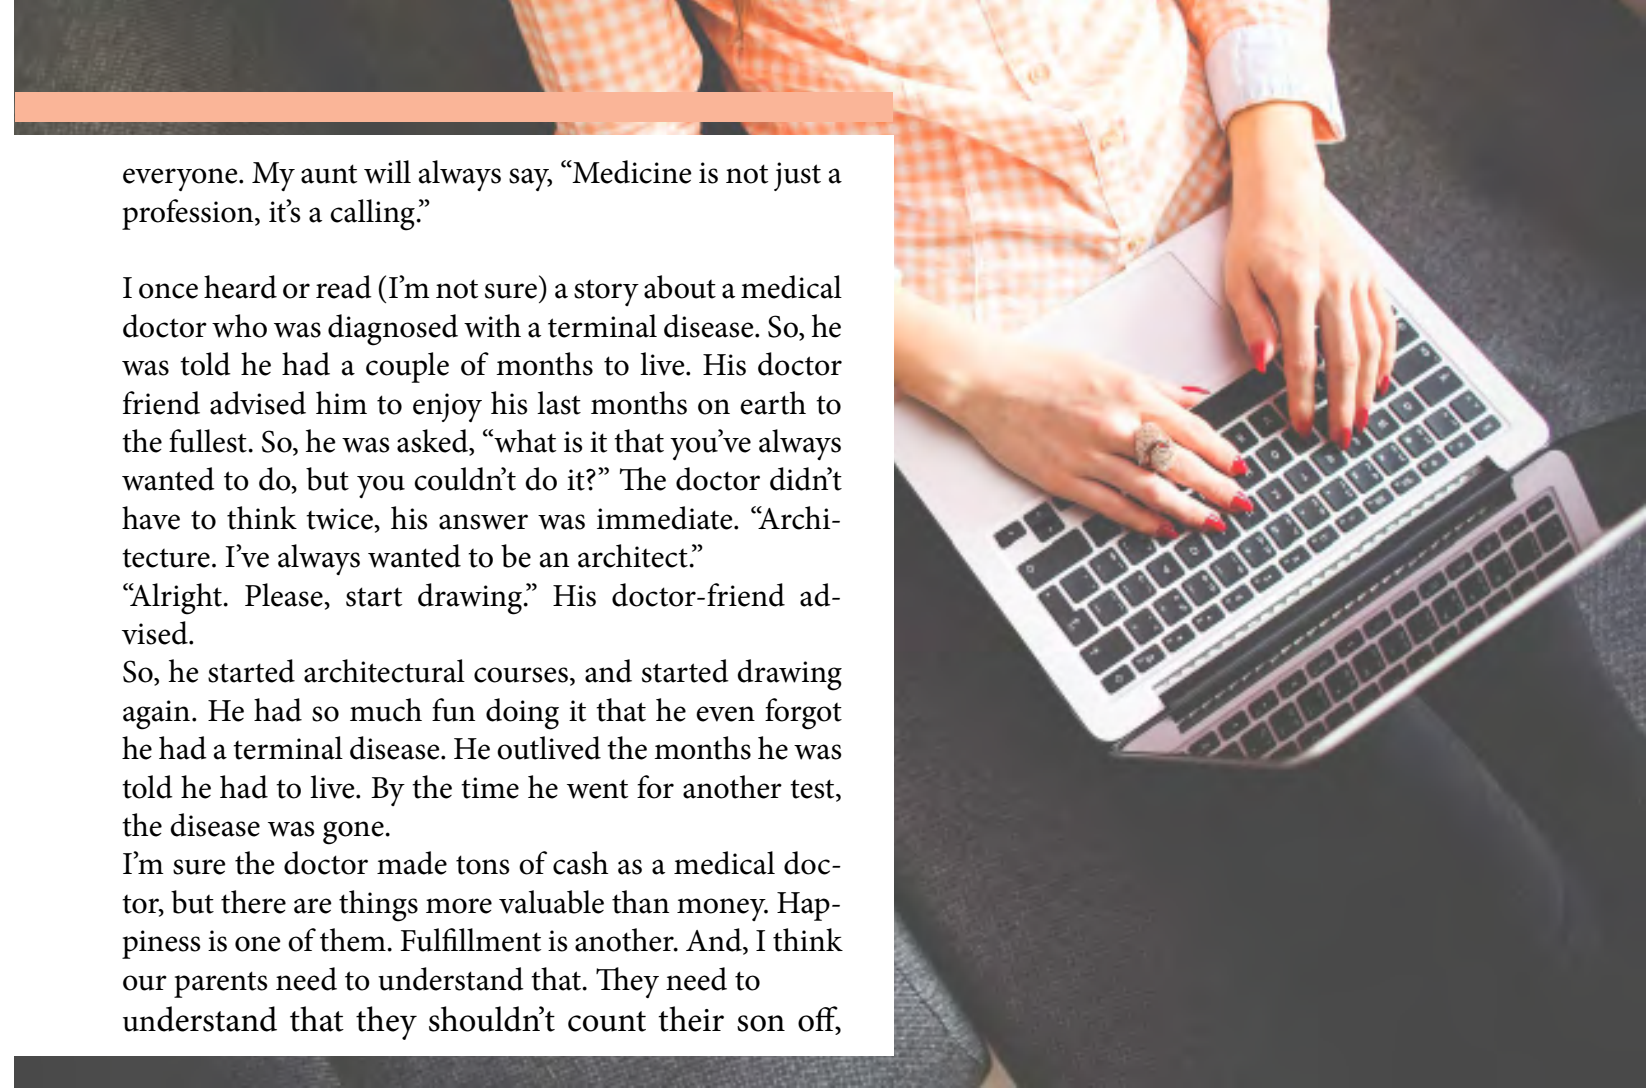 everyone. My aunt will always say, “Medicine is not just a
profession, it’s a calling.”
I once heard or read (I’m not sure) a story about a medical
doctor who was diagnosed with a terminal disease. So, he
was told he had a couple of months to live. His doctor
friend advised him to enjoy his last months on earth to
the fullest. So, he was asked, “what is it that you’ve always
wanted to do, but you couldn’t do it?” The doctor didn’t
have to think twice, his answer was immediate. “Archi-
tecture. I’ve always wanted to be an architect.”
“Alright. Please, start drawing.” His doctor-friend ad-
vised.
So, he started architectural courses, and started drawing
again. He had so much fun doing it that he even forgot
he had a terminal disease. He outlived the months he was
told he had to live. By the time he went for another test,
the disease was gone.
I’m sure the doctor made tons of cash as a medical doc-
tor, but there are things more valuable than money. Hap-
piness is one of them. Fulfillment is another. And, I think
our parents need to understand that. They need to
understand that they shouldn’t count their son off,